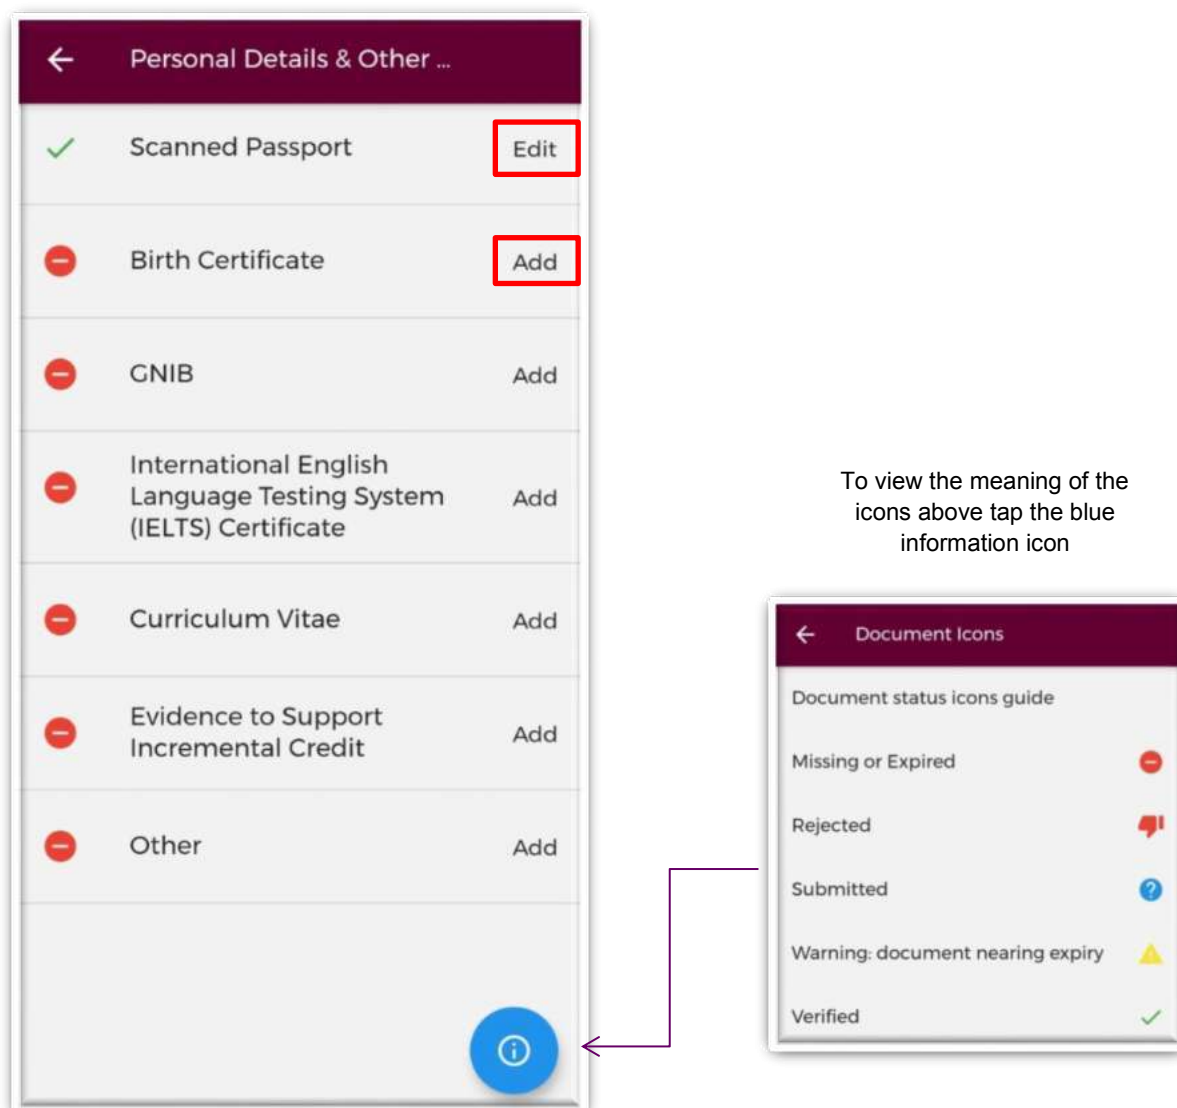 Personal Details & Other ...
Scanned Passport Edit
Birth Certificate Add
GNIB Add
International English
Language Testing System Add
(IELTS) Certificate
Curriculum Vitae Add
Evidence to Support
Incremental Credit Add
Other Add
To view the meaning of the
icons above tap the blue
information icon
Document Icons
Document status icons guide
Missing or Expired
Rejected
Submitted
Warning: document nearing expiry
Verified